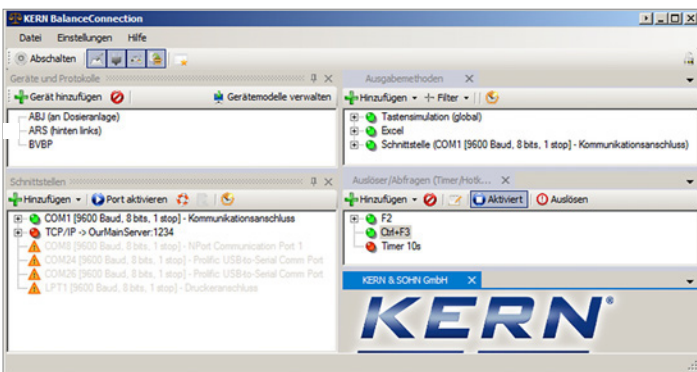 KERN BalanceConnection
Datei Einstellungen Hilfe
Abschalten
Geräte und Protokolle
Gerät hinzufügen Gerätemodelle verwalten
ABJ (an Dosieranlage)
ARS (hinten links)
BVBP
Ausgabemethoden
Hinzufügen Filter
Tastensimulation (global)
Excel
Schnittstelle (COM1 [9600 Baud, 8 bits, 1 stop] - Kommunikationsanschluss)
Schnittstellen
Hinzufügen Port aktivieren
COM1 [9600 Baud, 8 bits, 1 stop] - Kommunikationsanschluss
TCP/IP -> OurMainServer:1234
COM8 [9600 Baud, 8 bits, 1 stop] - NPort Communication Port 1
COM24 [9600 Baud, 8 bits, 1 stop] - Prolific USB-to-Serial Comm Port
COM26 [9600 Baud, 8 bits, 1 stop] - Prolific USB-to-Serial Comm Port
LPT1 [9600 Baud, 8 bits, 1 stop] - Druckeranschluss
Auslöser/Abfragen (Timer/Hotk...
Hinzufügen Aktiviert Auslösen
F2
Ctrl+F3
Timer 10s
KERN & SOHN GmbH
KERN®